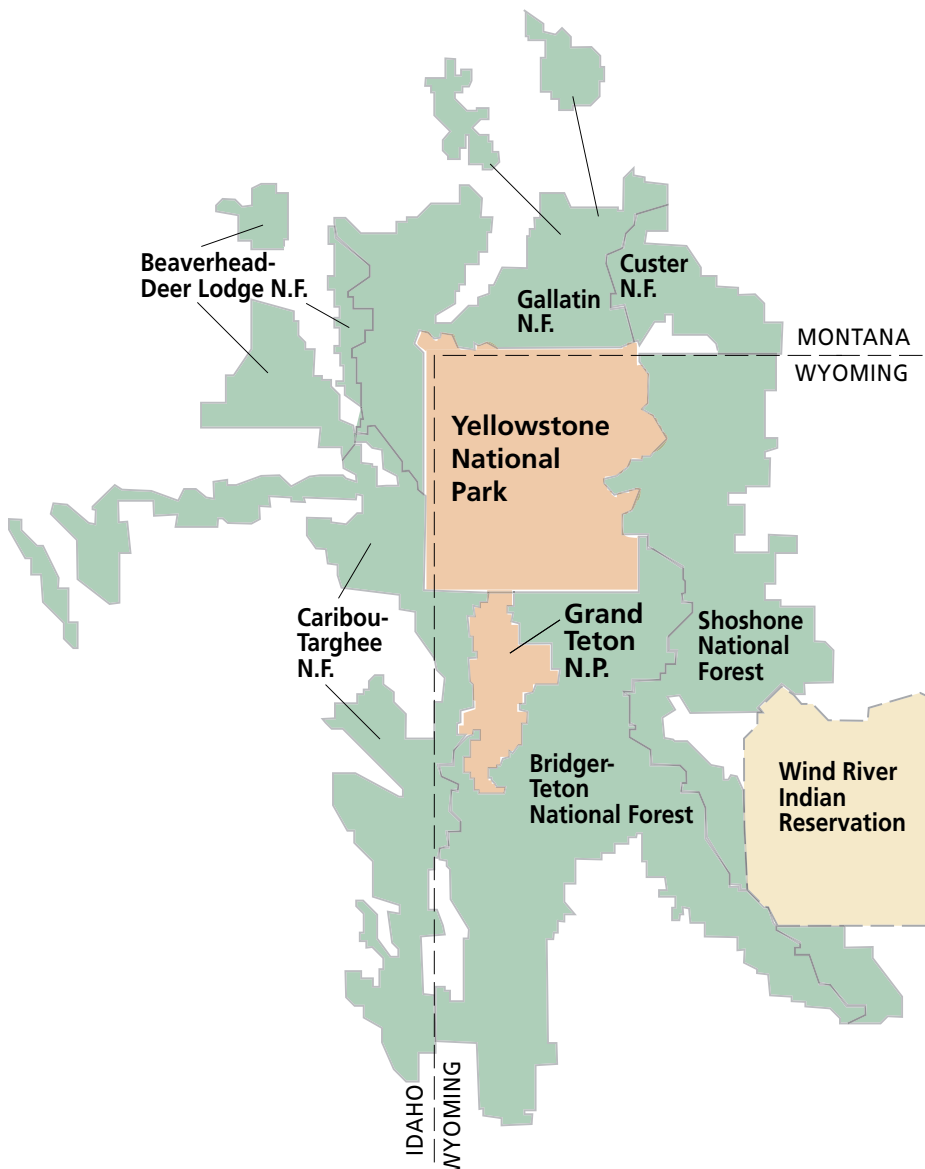 Beaverhead-
Deer Lodge N.F.
Custer
N.F.
Gallatin
N.F.
MONTANA
WYOMING
Yellowstone
National
Park
Caribou-
Targhee
N.F.
Grand
Teton
N.P.
Shoshone
National
Forest
Bridger-
Teton
National Forest
Wind River
Indian
Reservation
IDAHO
WYOMING